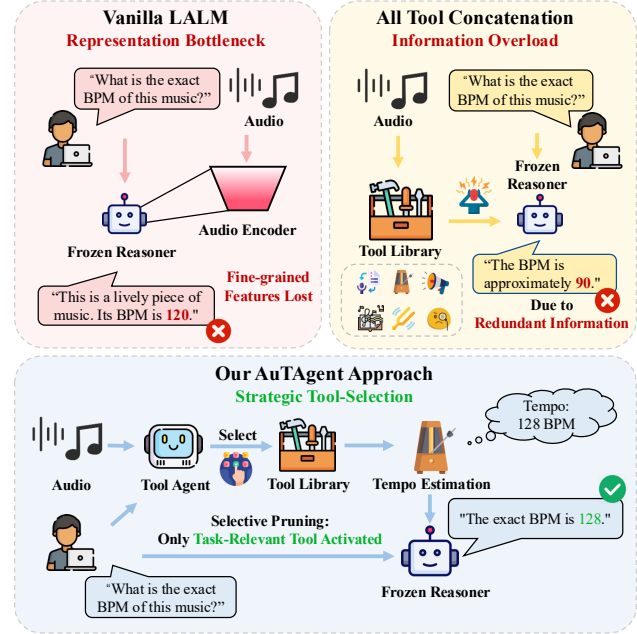 Vanilla LALM
Representation Bottleneck
“What is the exact
BPM of this music?”
Audio
Frozen Reasoner
Audio Encoder
“This is a lively piece of
music. Its BPM is 120."
Fine-grained
Features Lost
All Tool Concatenation
Information Overload
Audio
“What is the exact
BPM of this music?”
Frozen
Reasoner
Tool Library
“The BPM is
approximately 90."
Due to
Redundant Information
Our AuTAgent Approach
Strategic Tool-Selection
Audio
Tool Agent
Select
Tool Library
Tempo Estimation
Tempo:
128 BPM
Selective Pruning:
Only Task-Relevant Tool Activated
"The exact BPM is 128."
Frozen Reasoner
“What is the exact
BPM of this music?”